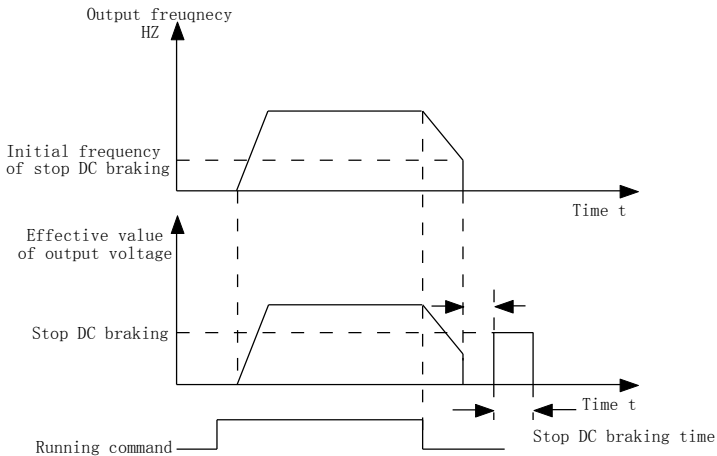 Output freuqnecy
HZ
Initial frequency
of stop DC braking
Time t
Effective value
of output voltage
Stop DC braking
Time t
Stop DC braking time
Running command